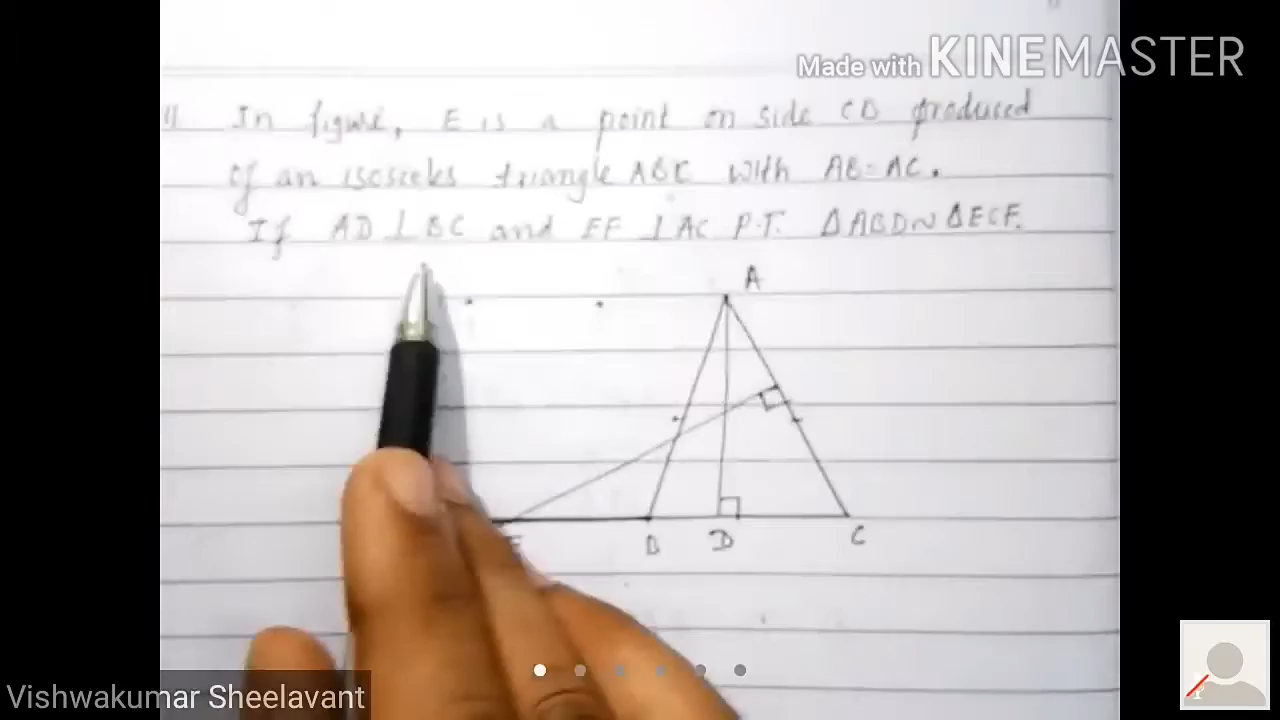 Made with KINEMASTER
11 In figure, E is a point on side CB produced
of an isosceles triangle ABC with AB=AC.
If AD⊥BC and EF ⊥AC P.T. ΔABD~ΔECF.
A
E B D C
Vishwakumar Sheelavant